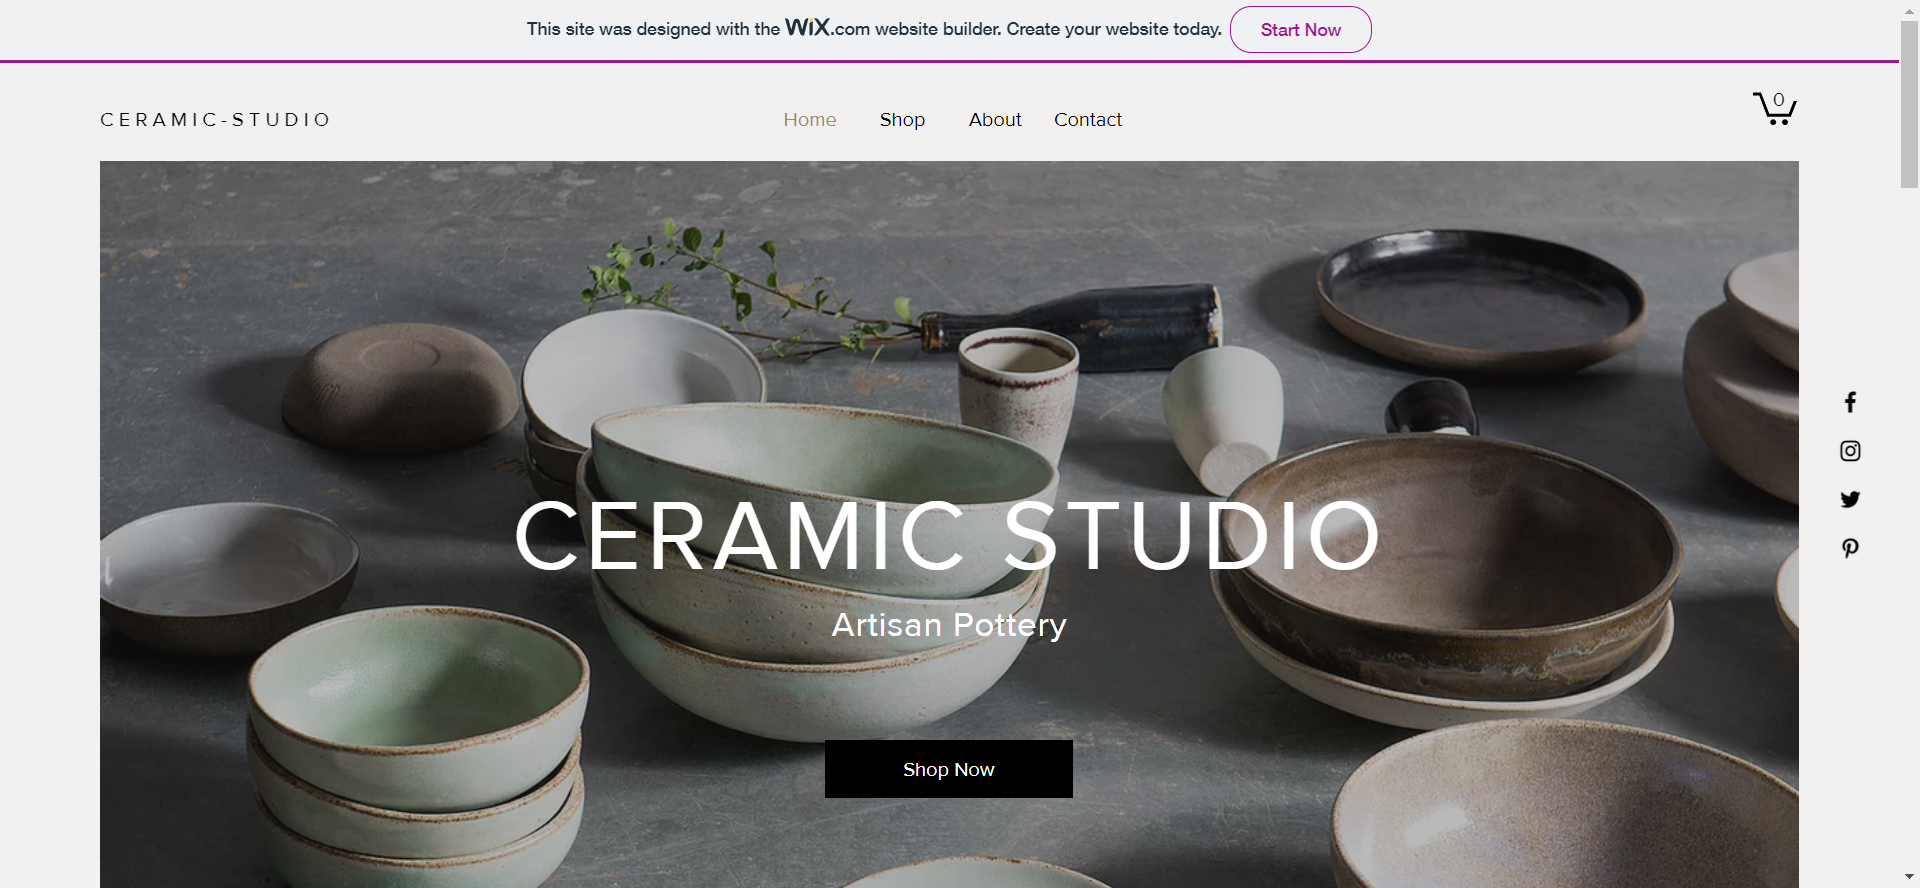 This site was designed with the WiX.com website builder. Create your website today. Start Now
CERAMIC-STUDIO
Home Shop About Contact
0
CERAMIC STUDIO
Artisan Pottery
Shop Now